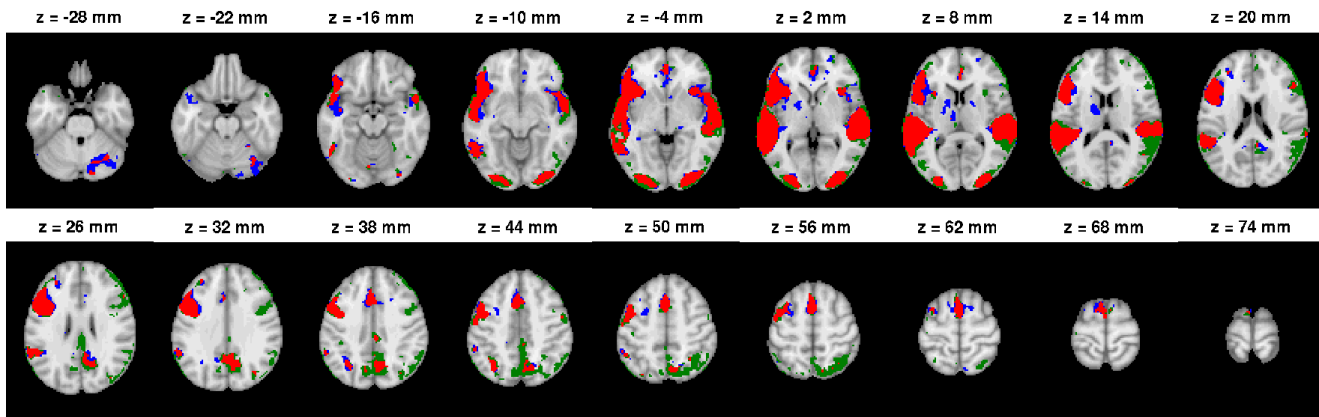 z = -28 mm z = -22 mm z = -16 mm z = -10 mm z = -4 mm z = 2 mm z = 8 mm z = 14 mm z = 20 mm
z = 26 mm z = 32 mm z = 38 mm z = 44 mm z = 50 mm z = 56 mm z = 62 mm z = 68 mm z = 74 mm